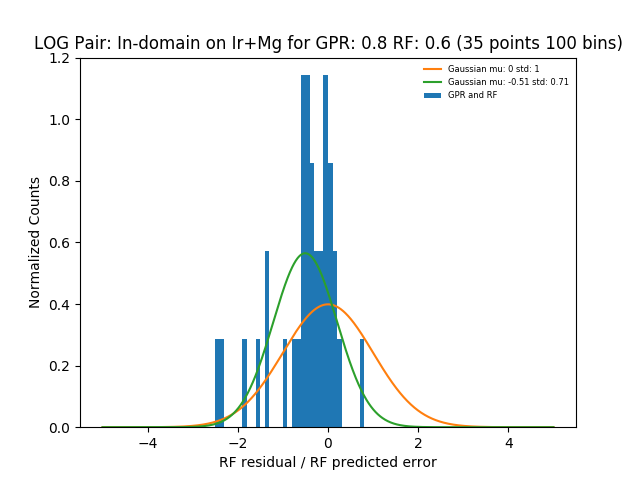 LOG Pair: In-domain on Ir+Mg for GPR: 0.8 RF: 0.6 (35 points 100 bins)
Gaussian mu: 0 std: 1
Gaussian mu: -0.51 std: 0.71
GPR and RF
Normalized Counts
1.2
1.0
0.8
0.6
0.4
0.2
0.0
−4 −2 0 2 4
RF residual / RF predicted error